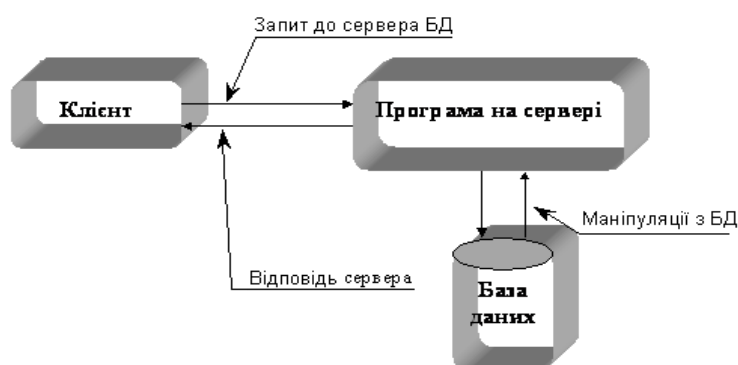 Запит до сервера БД
Клієнт
Програма на сервері
Маніпуляції з БД
Відповідь сервера
База
даних